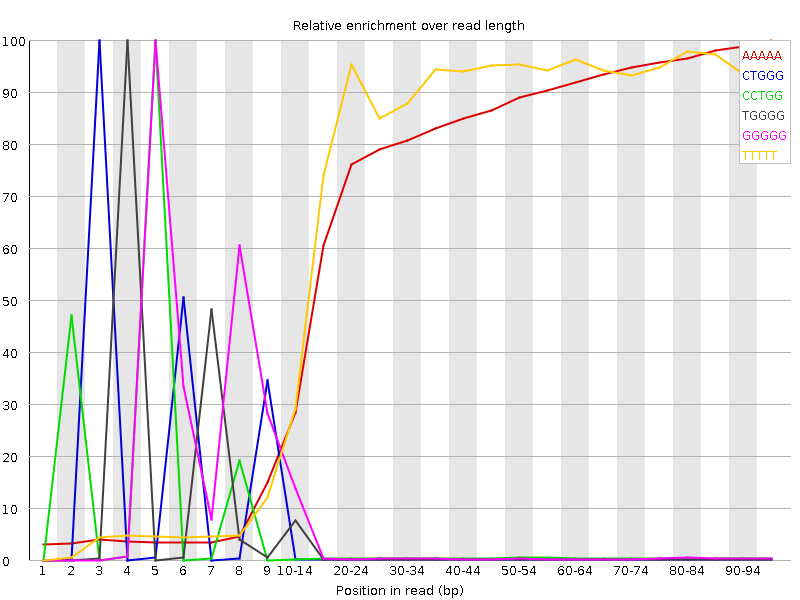 Relative enrichment over read length
100
90
80
70
60
50
40
30
20
10
0
AAAAA
CTGGG
CCTGG
TGGGG
GGGGG
TTTTT
1 2 3 4 5 6 7 8 9 10-14 20-24 30-34 40-44 50-54 60-64 70-74 80-84 90-94
Position in read (bp)